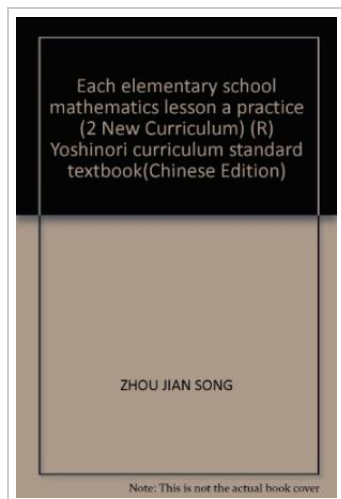 Each elementary school
mathematics lesson a practice
(2 New Curriculum) (R)
Yoshinori curriculum standard
textbook(Chinese Edition)
ZHOU JIAN SONG
Note: This is not the actual book cover